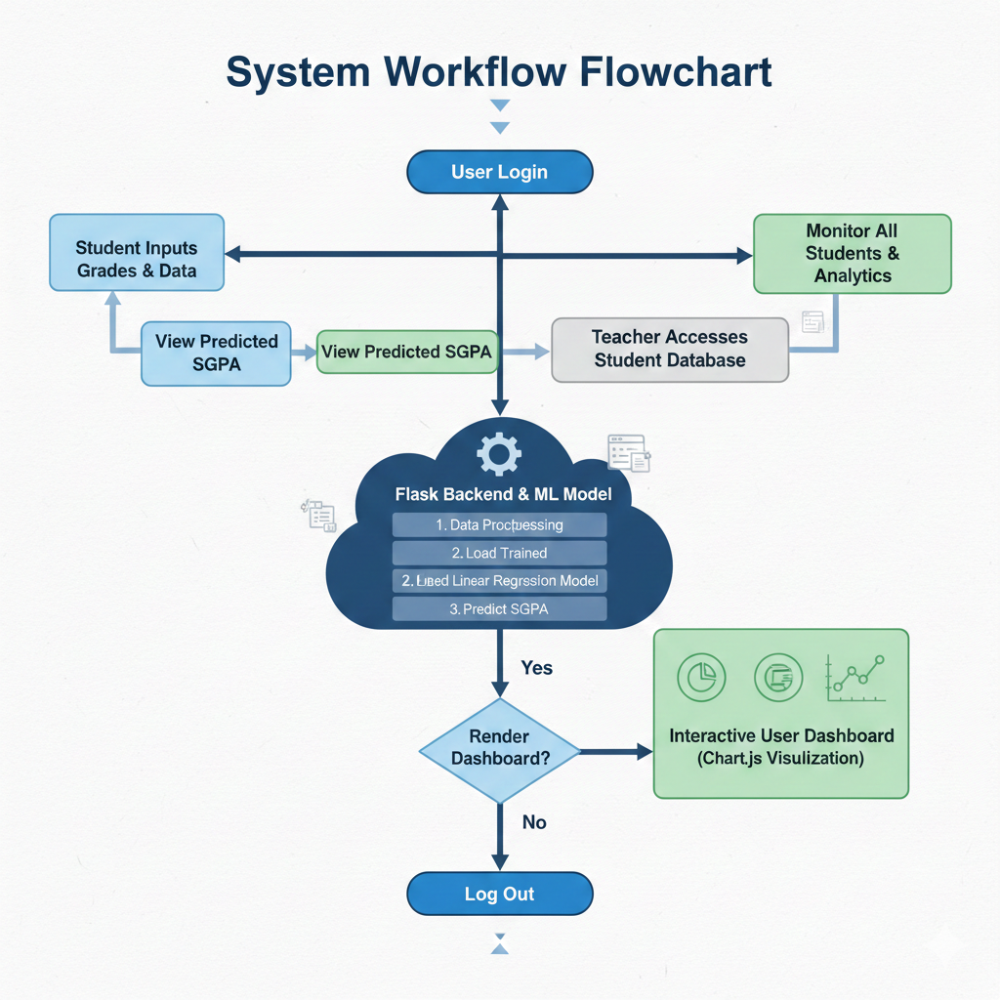 System Workflow Flowchart
User Login
Student Inputs
Grades & Data
Monitor All
Students &
Analytics
View Predicted
SGPA
View Predicted SGPA
Teacher Accesses
Student Database
Flask Backend & ML Model
1. Data Procþessing
2. Load Trained
2. Linear Regrssion Model
3. Predict SGPA
Yes
Render
Dashboard?
Interactive User Dashboard
(Chart.js Visulization)
No
Log Out